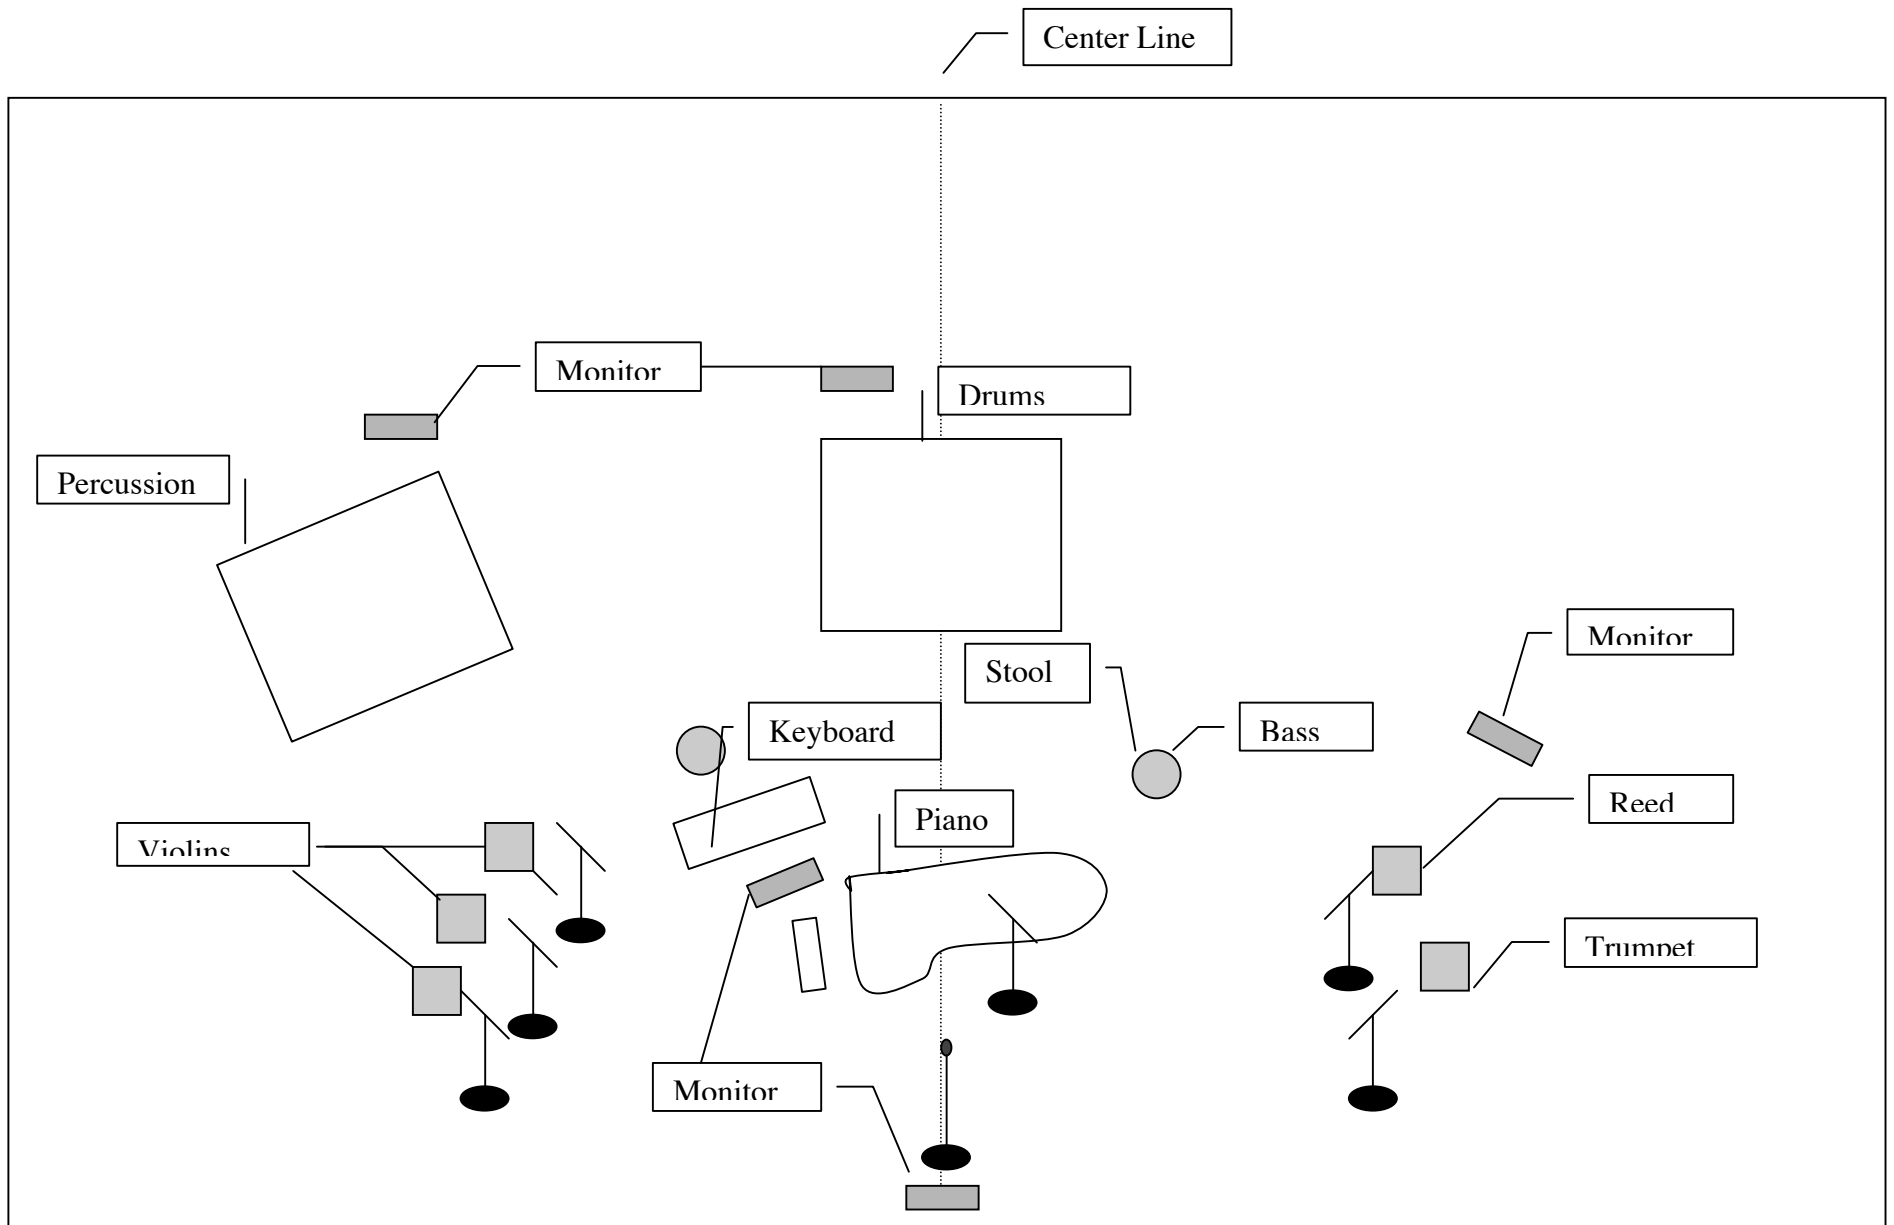 Center Line
Monitor
Drums
Percussion
Monitor
Stool
Keyboard
Bass
Reed
Piano
Violins
Trumpet
Monitor